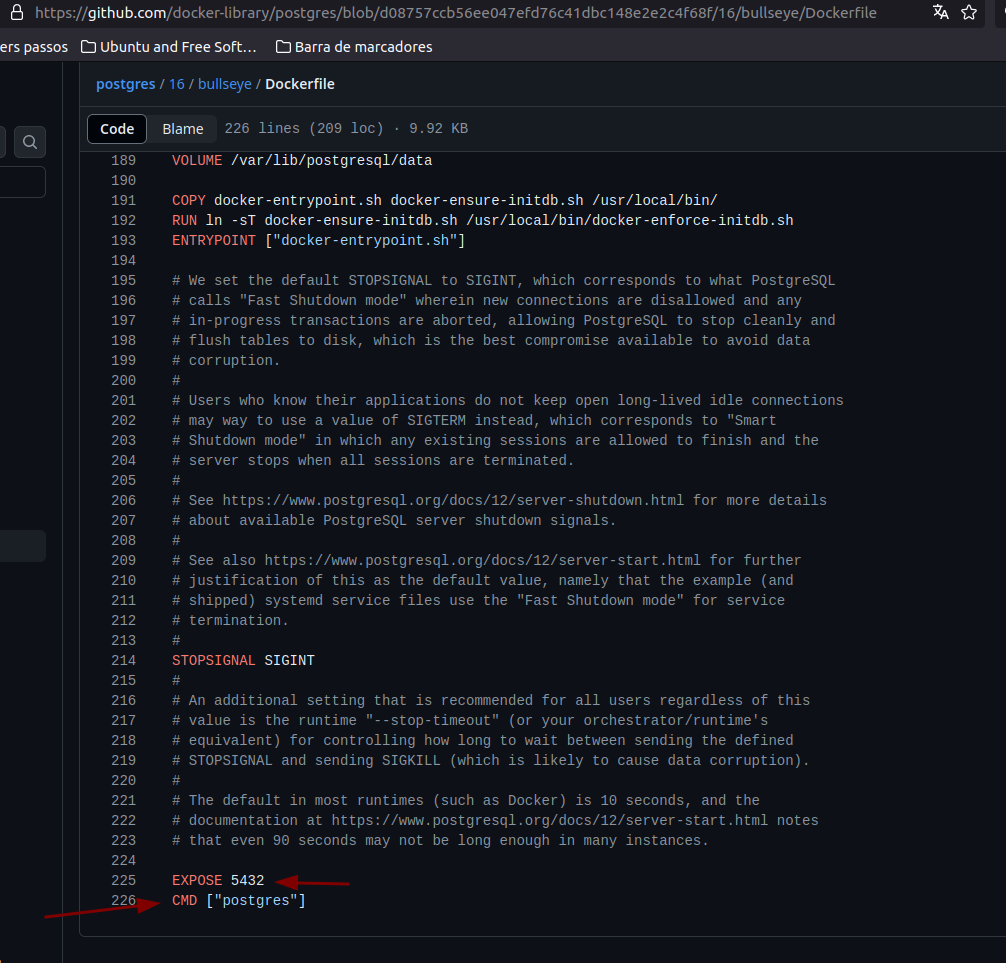 https://github.com/docker-library/postgres/blob/d08757ccb56ee047efd76c41dbc148e2e2c4f68f/16/bullseye/Dockerfile
ers passos Ubuntu and Free Soft… Barra de marcadores
postgres / 16 / bullseye / Dockerfile
Code Blame 226 lines (209 loc) · 9.92 KB
189 VOLUME /var/lib/postgresql/data
190
191 COPY docker-entrypoint.sh docker-ensure-initdb.sh /usr/local/bin/
192 RUN ln -sT docker-ensure-initdb.sh /usr/local/bin/docker-enforce-initdb.sh
193 ENTRYPOINT ["docker-entrypoint.sh"]
194
195 # We set the default STOPSIGNAL to SIGINT, which corresponds to what PostgreSQL
196 # calls "Fast Shutdown mode" wherein new connections are disallowed and any
197 # in-progress transactions are aborted, allowing PostgreSQL to stop cleanly and
198 # flush tables to disk, which is the best compromise available to avoid data
199 # corruption.
200 #
201 # Users who know their applications do not keep open long-lived idle connections
202 # may way to use a value of SIGTERM instead, which corresponds to "Smart
203 # Shutdown mode" in which any existing sessions are allowed to finish and the
204 # server stops when all sessions are terminated.
205 #
206 # See https://www.postgresql.org/docs/12/server-shutdown.html for more details
207 # about available PostgreSQL server shutdown signals.
208 #
209 # See also https://www.postgresql.org/docs/12/server-start.html for further
210 # justification of this as the default value, namely that the example (and
211 # shipped) systemd service files use the "Fast Shutdown mode" for service
212 # termination.
213 #
214 STOPSIGNAL SIGINT
215 #
216 # An additional setting that is recommended for all users regardless of this
217 # value is the runtime "--stop-timeout" (or your orchestrator/runtime's
218 # equivalent) for controlling how long to wait between sending the defined
219 # STOPSIGNAL and sending SIGKILL (which is likely to cause data corruption).
220 #
221 # The default in most runtimes (such as Docker) is 10 seconds, and the
222 # documentation at https://www.postgresql.org/docs/12/server-start.html notes
223 # that even 90 seconds may not be long enough in many instances.
224
225 EXPOSE 5432
226 CMD ["postgres"]